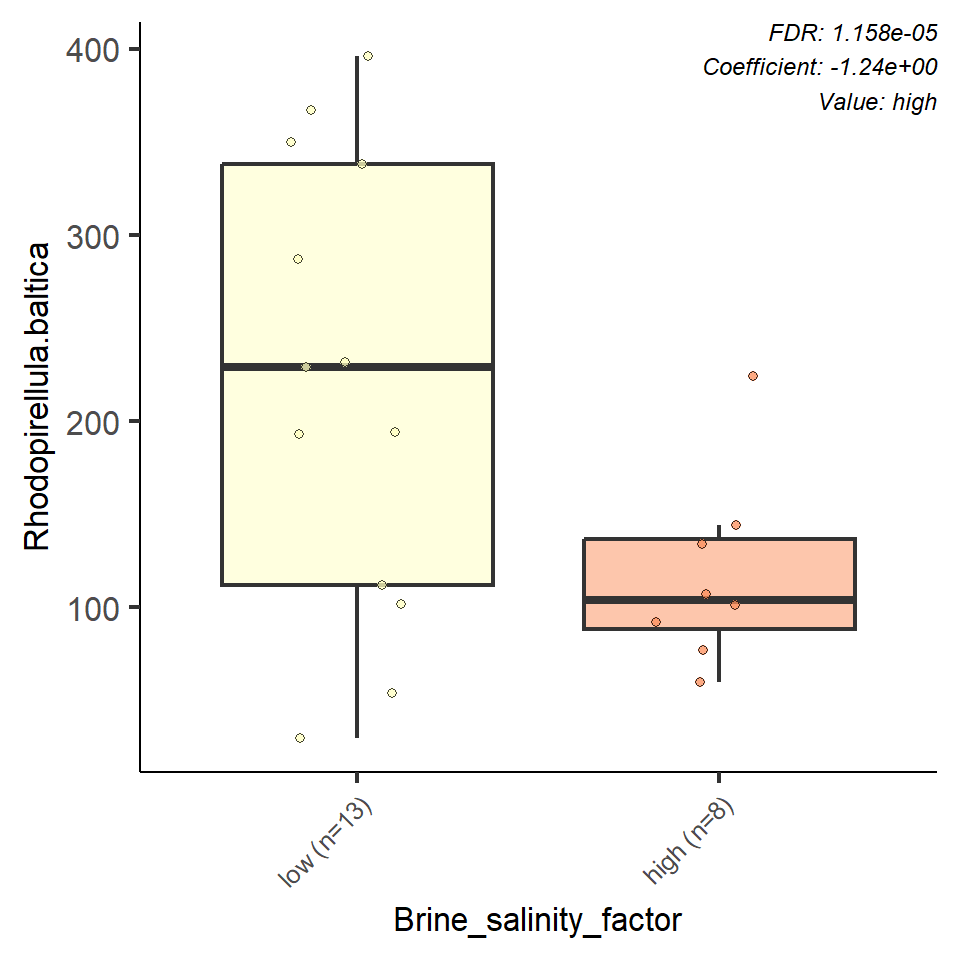 FDR: 1.158e-05
Coefficient: -1.24e+00
Value: high
400
300
200
100
Rhodopirellula.baltica
low (n=13)
high (n=8)
Brine_salinity_factor